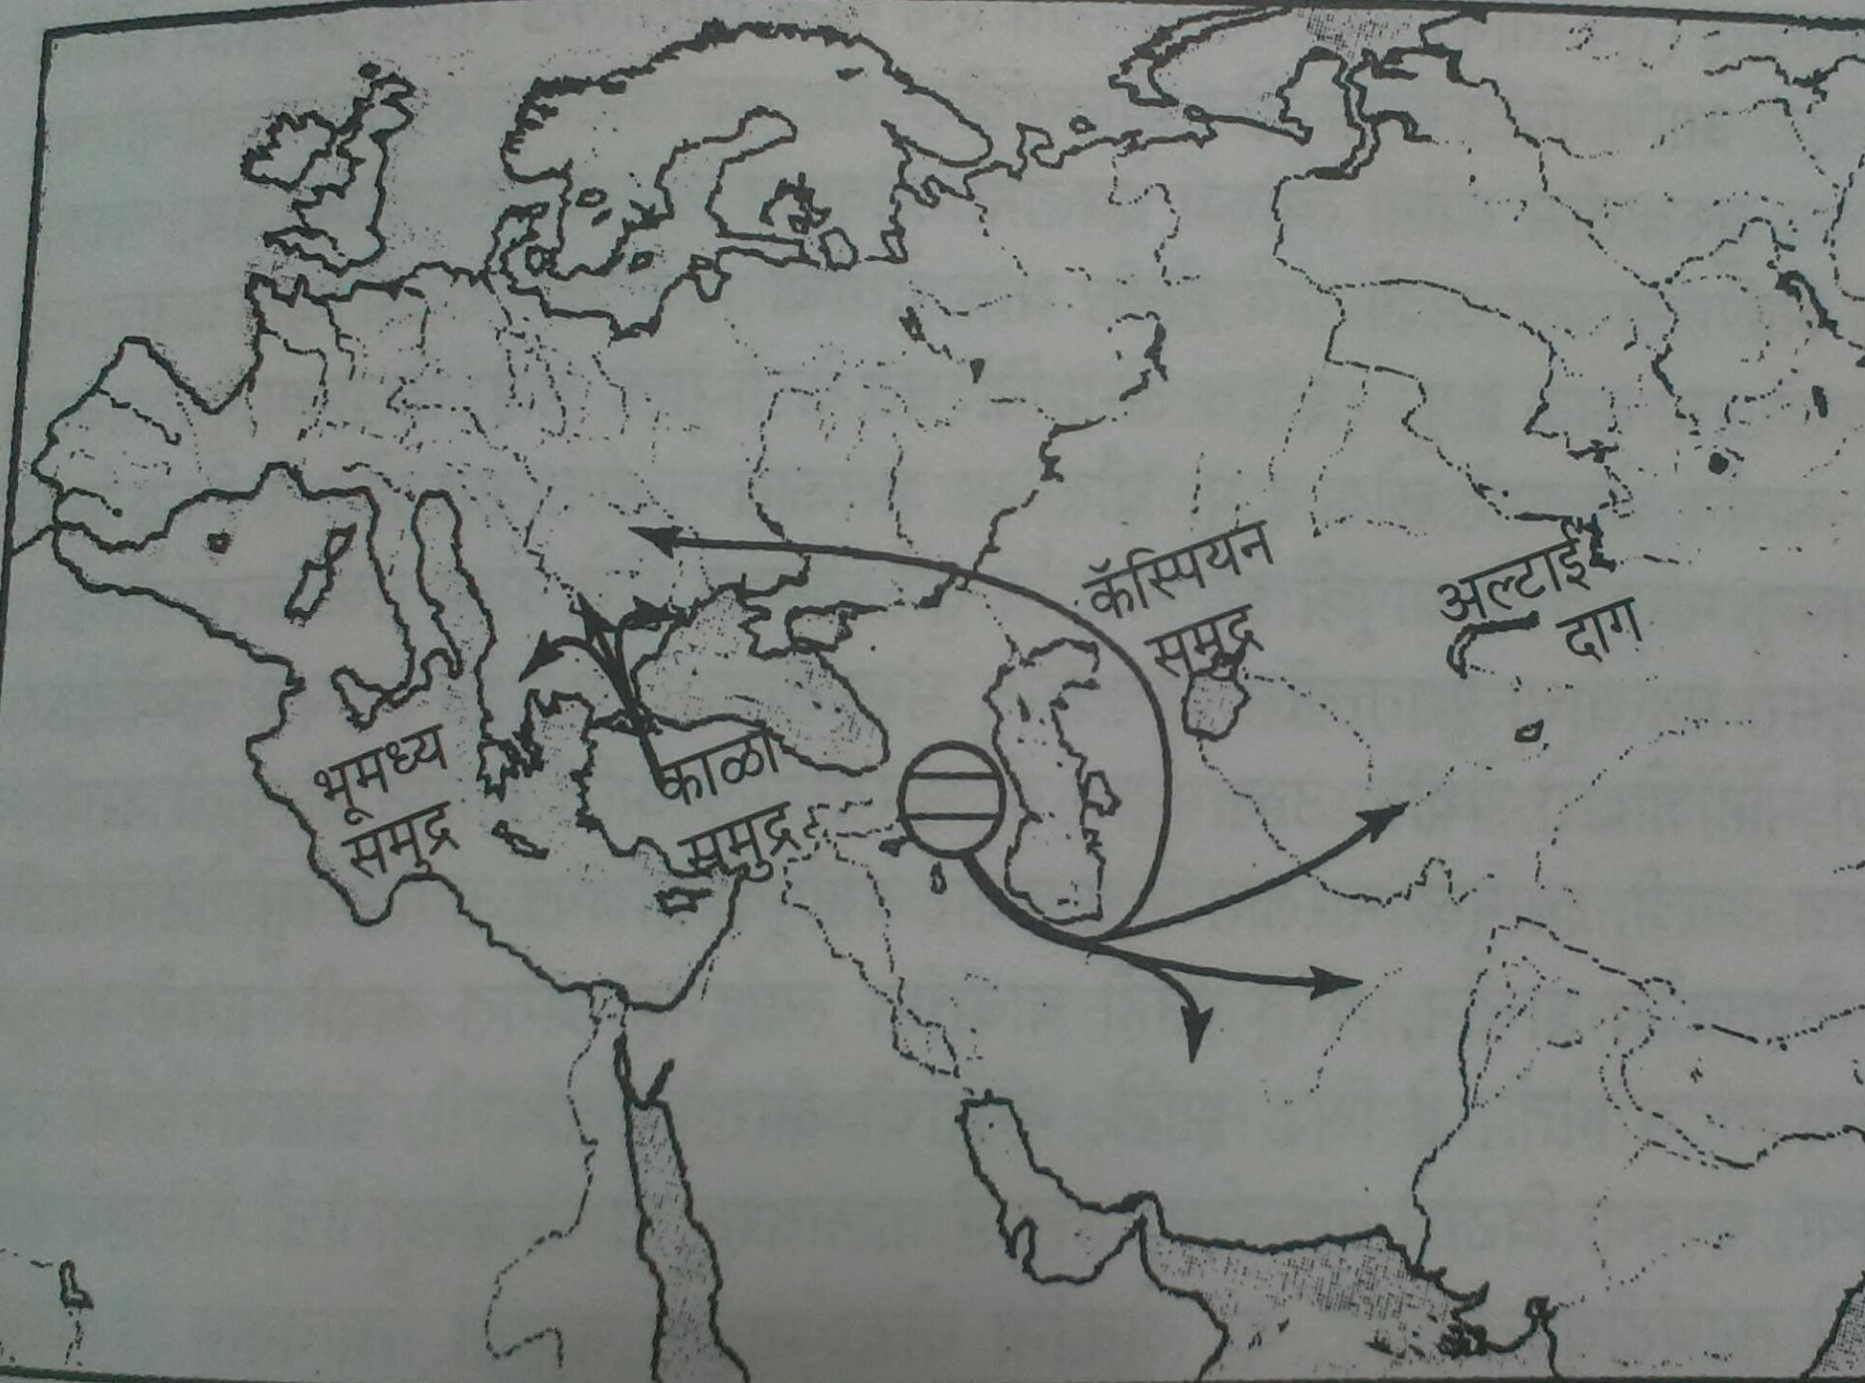 कॅस्पियन
समुद्र
अल्टाई
दाग
भूमध्य
समुद्र
काळा
समुद्र